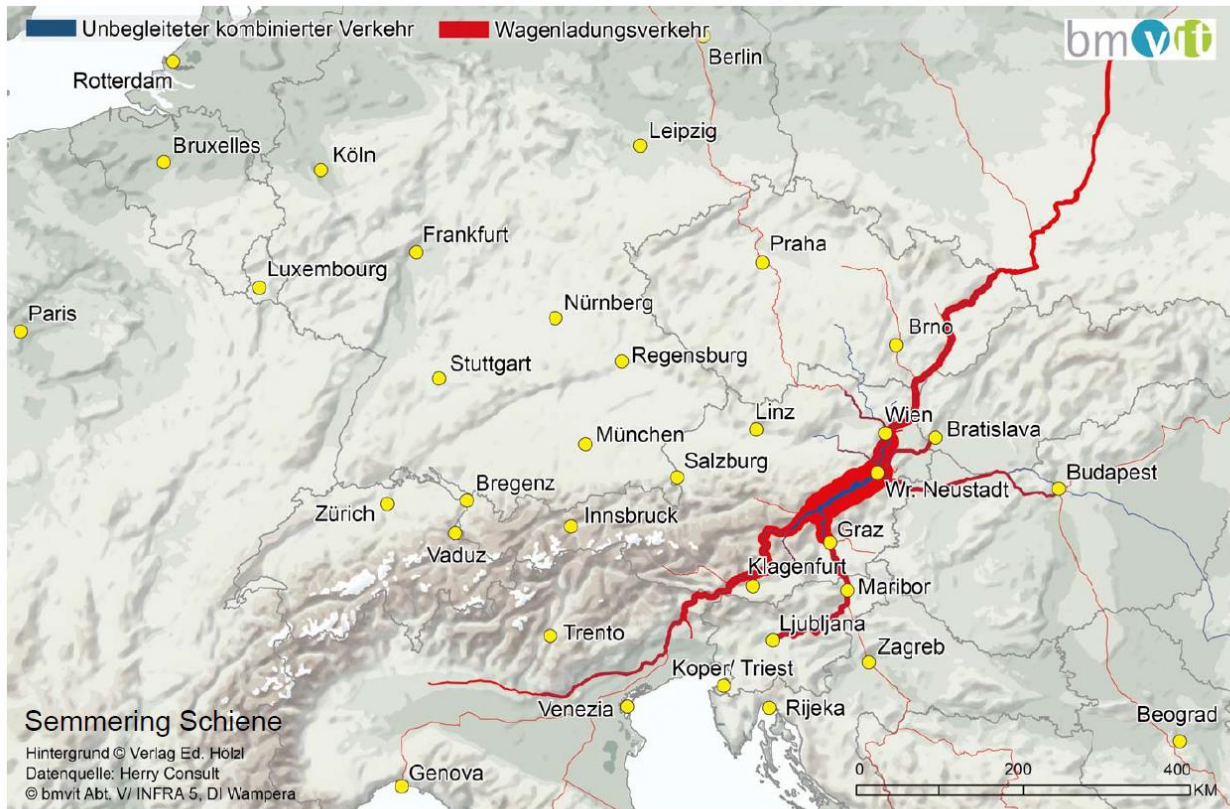 Unbegleiteter kombinierter Verkehr
Wagenladungsverkehr
bmvit
Berlin
Rotterdam
Leipzig
Bruxelles
Köln
Frankfurt
Praha
Luxembourg
Nürnberg
Paris
Brno
Regensburg
Stuttgart
Linz
Wien
München
Bratislava
Salzburg
Budapest
Bregenz
Wr. Neustadt
Zürich
Innsbruck
Graz
Vaduz
Klagenfurt
Maribor
Ljubljana
Trento
Zagreb
Koper/ Triest
Venezia
Rijeka
Semmering Schiene
Beograd
Hintergrund © Verlag Ed. Hölzl
Datenquelle: Herry Consult
Genova
© bmvit Abt. V/ INFRA 5, DI Wampera
0 200 400
KM